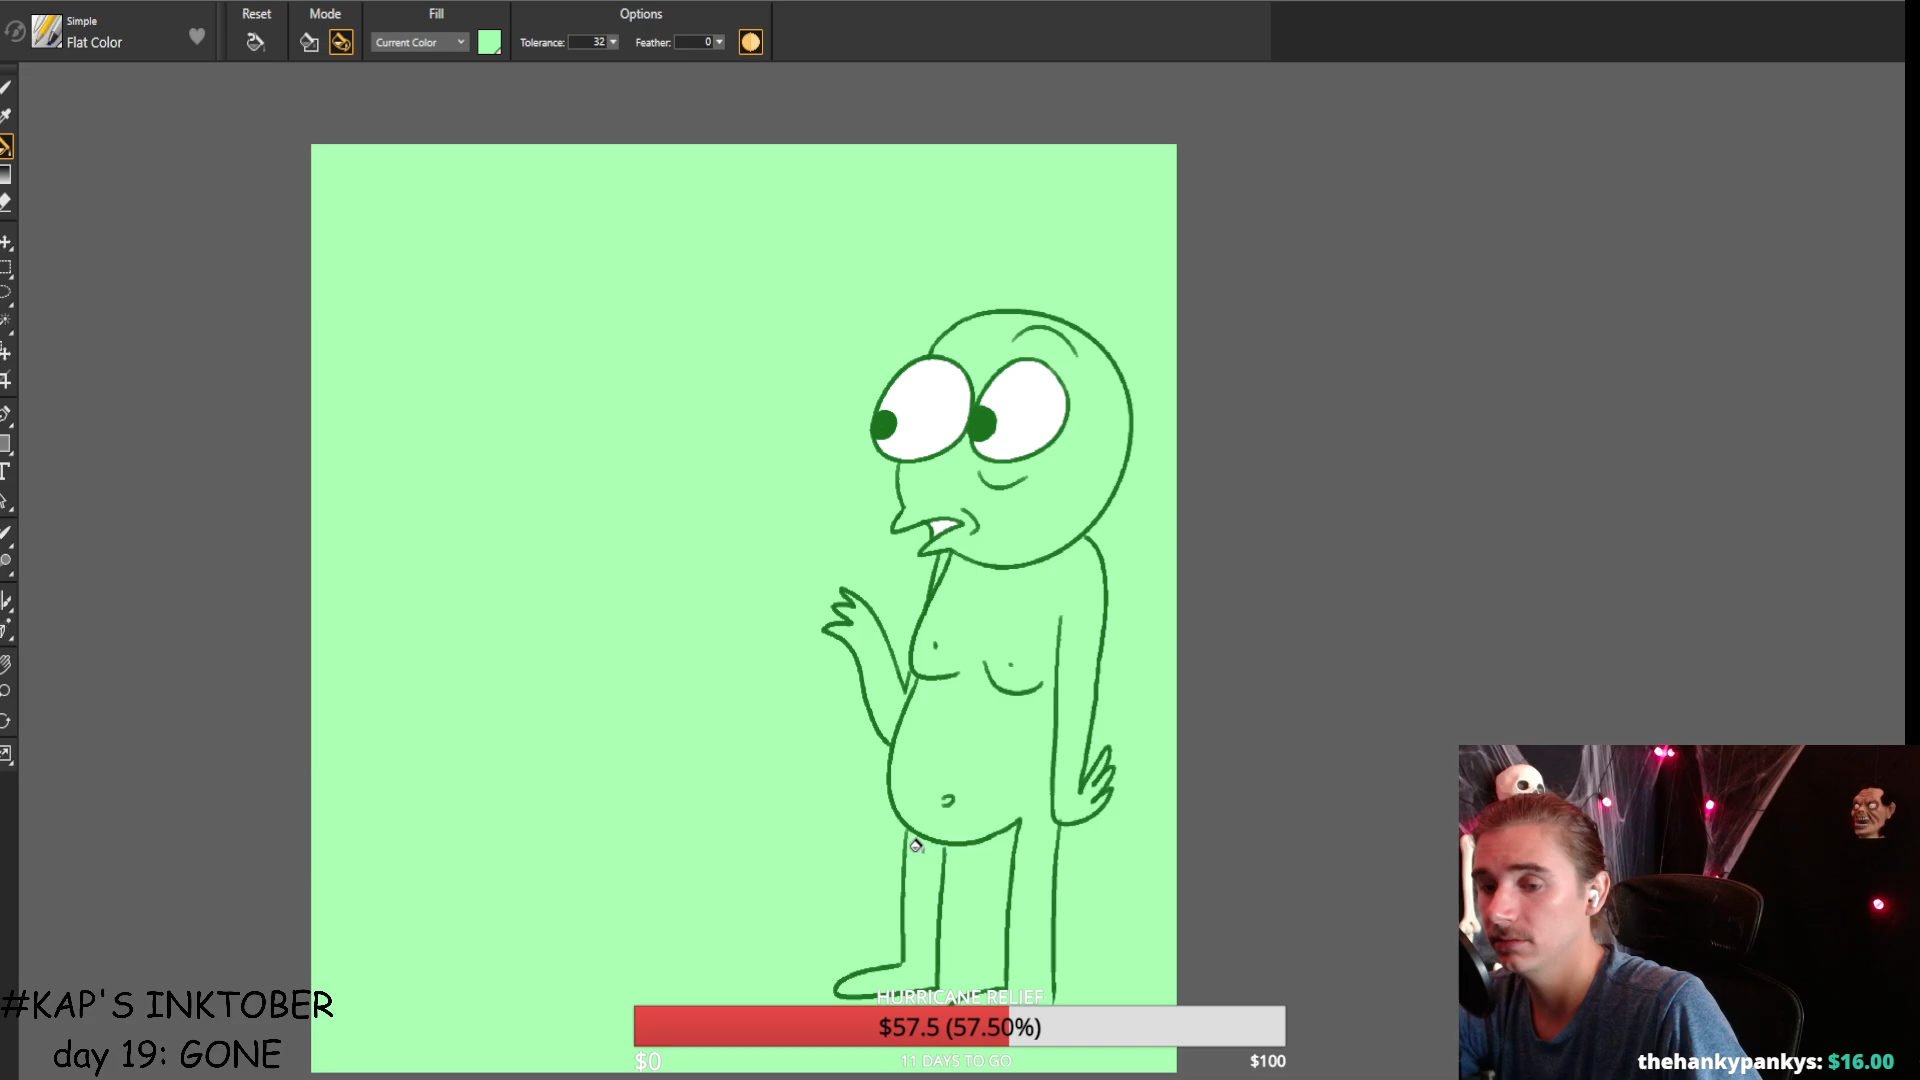 Simple
Flat Color
Reset
Mode
Fill
Current Color
Options
Tolerance: 32
Feather: 0
#KAP'S INKTOBER
day 19: GONE
HURRICANE RELIEF
$57.5 (57.50%)
$0
11 DAYS TO GO
$100
thehankypankys: $16.00